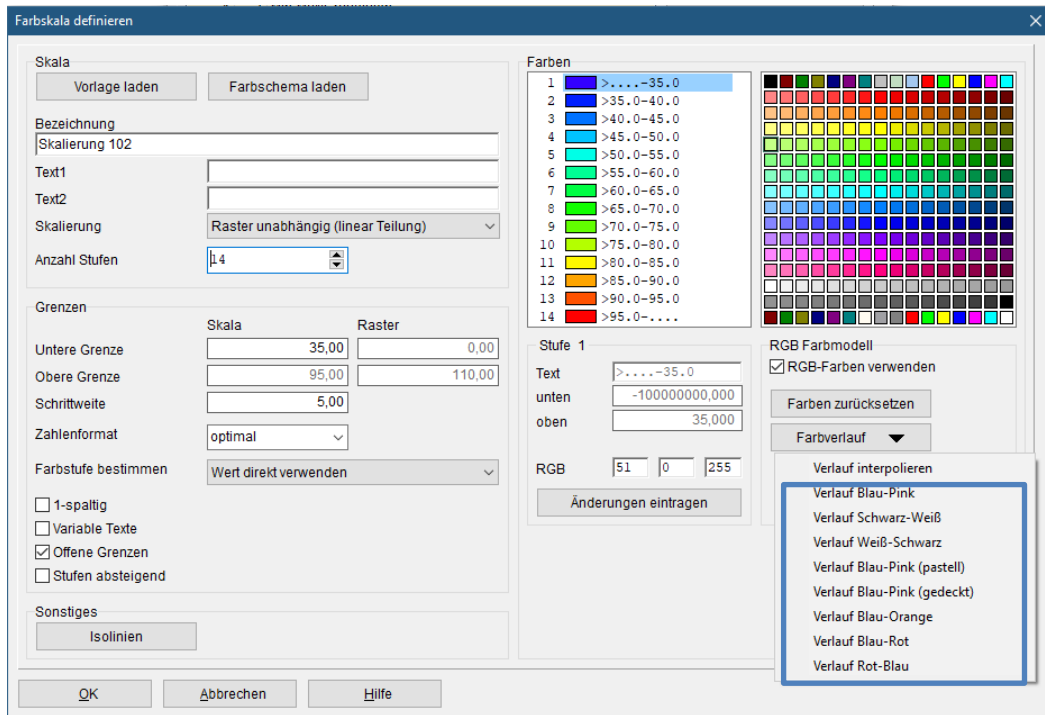 Farbskala definieren
Skala
Vorlage laden
Farbschema laden
Bezeichnung
Skalierung 102
Text1
Text2
Skalierung
Raster unabhängig (linear Teilung)
Anzahl Stufen
14
Grenzen
Skala
Raster
Untere Grenze
35,00
0,00
Obere Grenze
95,00
110,00
Schrittweite
5,00
Zahlenformat
optimal
Farbstufe bestimmen
Wert direkt verwenden
1-spaltig
Variable Texte
Offene Grenzen
Stufen absteigend
Sonstiges
Isolinien
OK
Abbrechen
Hilfe
Farben
1 >....-35.0
2 >35.0-40.0
3 >40.0-45.0
4 >45.0-50.0
5 >50.0-55.0
6 >55.0-60.0
7 >60.0-65.0
8 >65.0-70.0
9 >70.0-75.0
10 >75.0-80.0
11 >80.0-85.0
12 >85.0-90.0
13 >90.0-95.0
14 >95.0-....
Stufe 1
Text
>....-35.0
unten
-100000000,000
oben
35,000
RGB
51
0
255
Änderungen eintragen
RGB Farbmodell
RGB-Farben verwenden
Farben zurücksetzen
Farbverlauf
Verlauf interpolieren
Verlauf Blau-Pink
Verlauf Schwarz-Weiß
Verlauf Weiß-Schwarz
Verlauf Blau-Pink (pastell)
Verlauf Blau-Pink (gedeckt)
Verlauf Blau-Orange
Verlauf Blau-Rot
Verlauf Rot-Blau